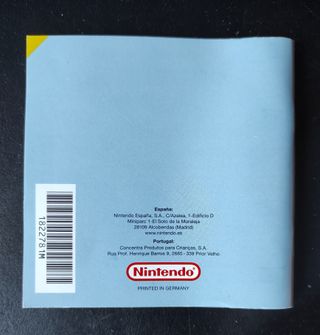 España:
Nintendo España, S.A., C/Azalea, 1-Edificio D
Miniparc 1-El Soto de la Moraleja
28109 Alcobendas (Madrid)
www.nintendo.es
Portugal:
Concentra Produtos para Crianças, S.A.
Rua Prof. Henrique Barros 9, 2685 - 339 Prior Velho
Nintendo®
PRINTED IN GERMANY
1822781M